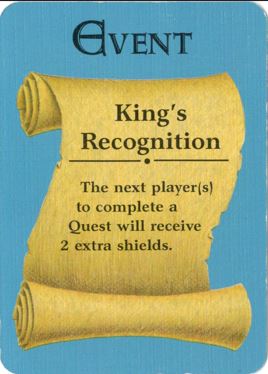 EVENT
King's
Recognition
The next player(s)
to complete a
Quest will receive
2 extra shields.